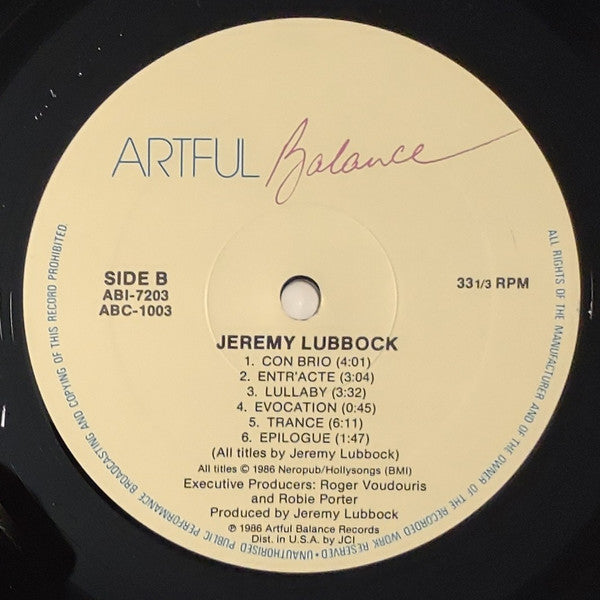 ARTFUL Balance
SIDE B
ABI-7203
ABC-1003
33 1/3 RPM
JEREMY LUBBOCK
1. CON BRIO (4:01)
2. ENTR'ACTE (3:04)
3. LULLABY (3:32)
4. EVOCATION (0:45)
5. TRANCE (6:11)
6. EPILOGUE (1:47)
(All titles by Jeremy Lubbock)
All titles © 1986 Neropub/Hollysongs (BMI)
Executive Producers: Roger Voudouris
and Robie Porter
Produced by Jeremy Lubbock
℗ 1986 Artful Balance Records
Dist. in U.S.A. by JCI
ALL RIGHTS OF THE MANUFACTURER AND OF THE OWNER OF THE RECORDED WORK RESERVED • UNAUTHORISED PUBLIC PERFORMANCE BROADCASTING AND COPYING OF THIS RECORD PROHIBITED